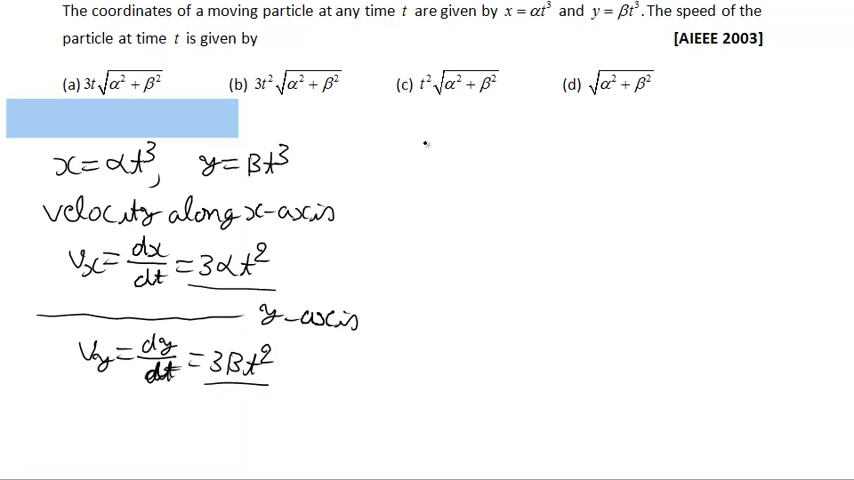 The coordinates of a moving particle at any time t are given by x = αt³ and y = βt³. The speed of the
particle at time t is given by [AIEEE 2003]
(a) 3t√(α² + β²) (b) 3t²√(α² + β²) (c) t²√(α² + β²) (d) √(α² + β²)
x = αt³, y = βt³
velocity along x-axis
vx = dx/dt = 3αt²
y-axis
vy = dy/dt = 3βt²